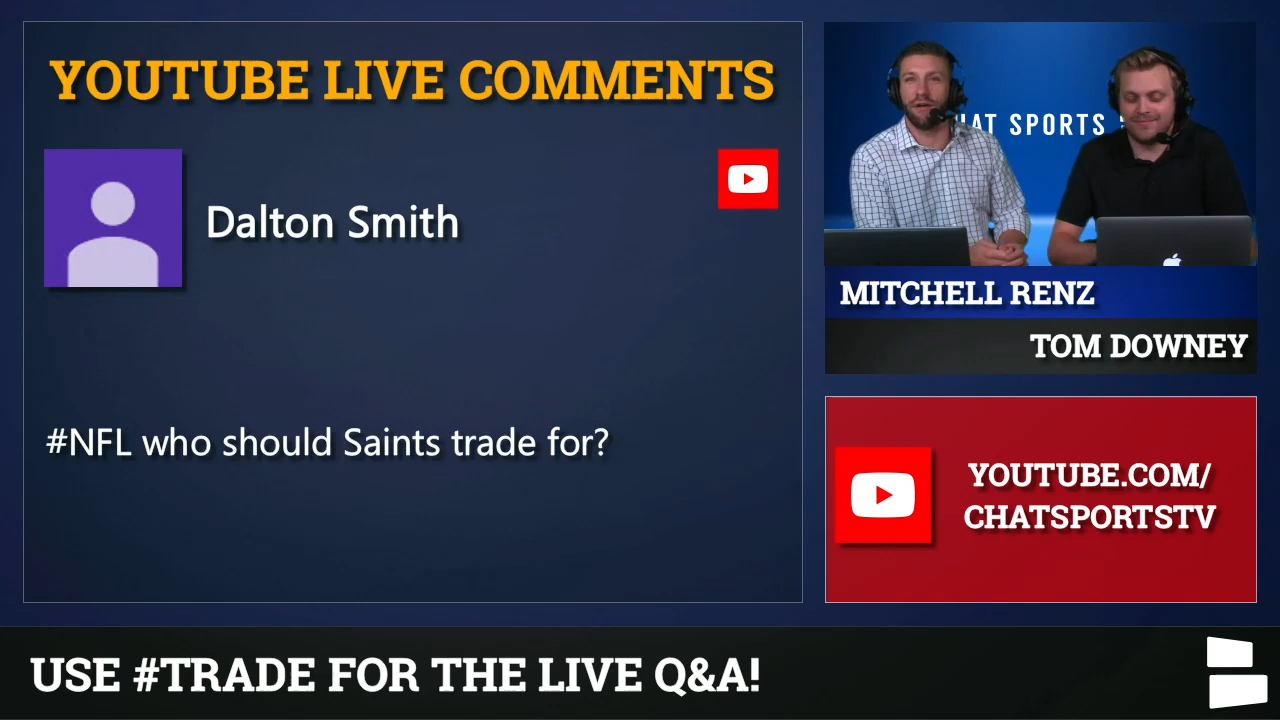 YOUTUBE LIVE COMMENTS
Dalton Smith
#NFL who should Saints trade for?
HAT SPORTS
MITCHELL RENZ
TOM DOWNEY
YOUTUBE.COM/
CHATSPORTSTV
USE #TRADE FOR THE LIVE Q&A!